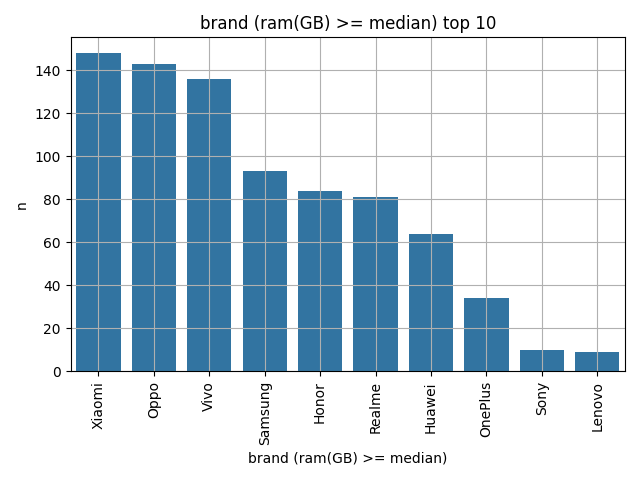 brand (ram(GB) >= median) top 10
n
140
120
100
80
60
40
20
0
Xiaomi
Oppo
Vivo
Samsung
Honor
Realme
Huawei
OnePlus
Sony
Lenovo
brand (ram(GB) >= median)